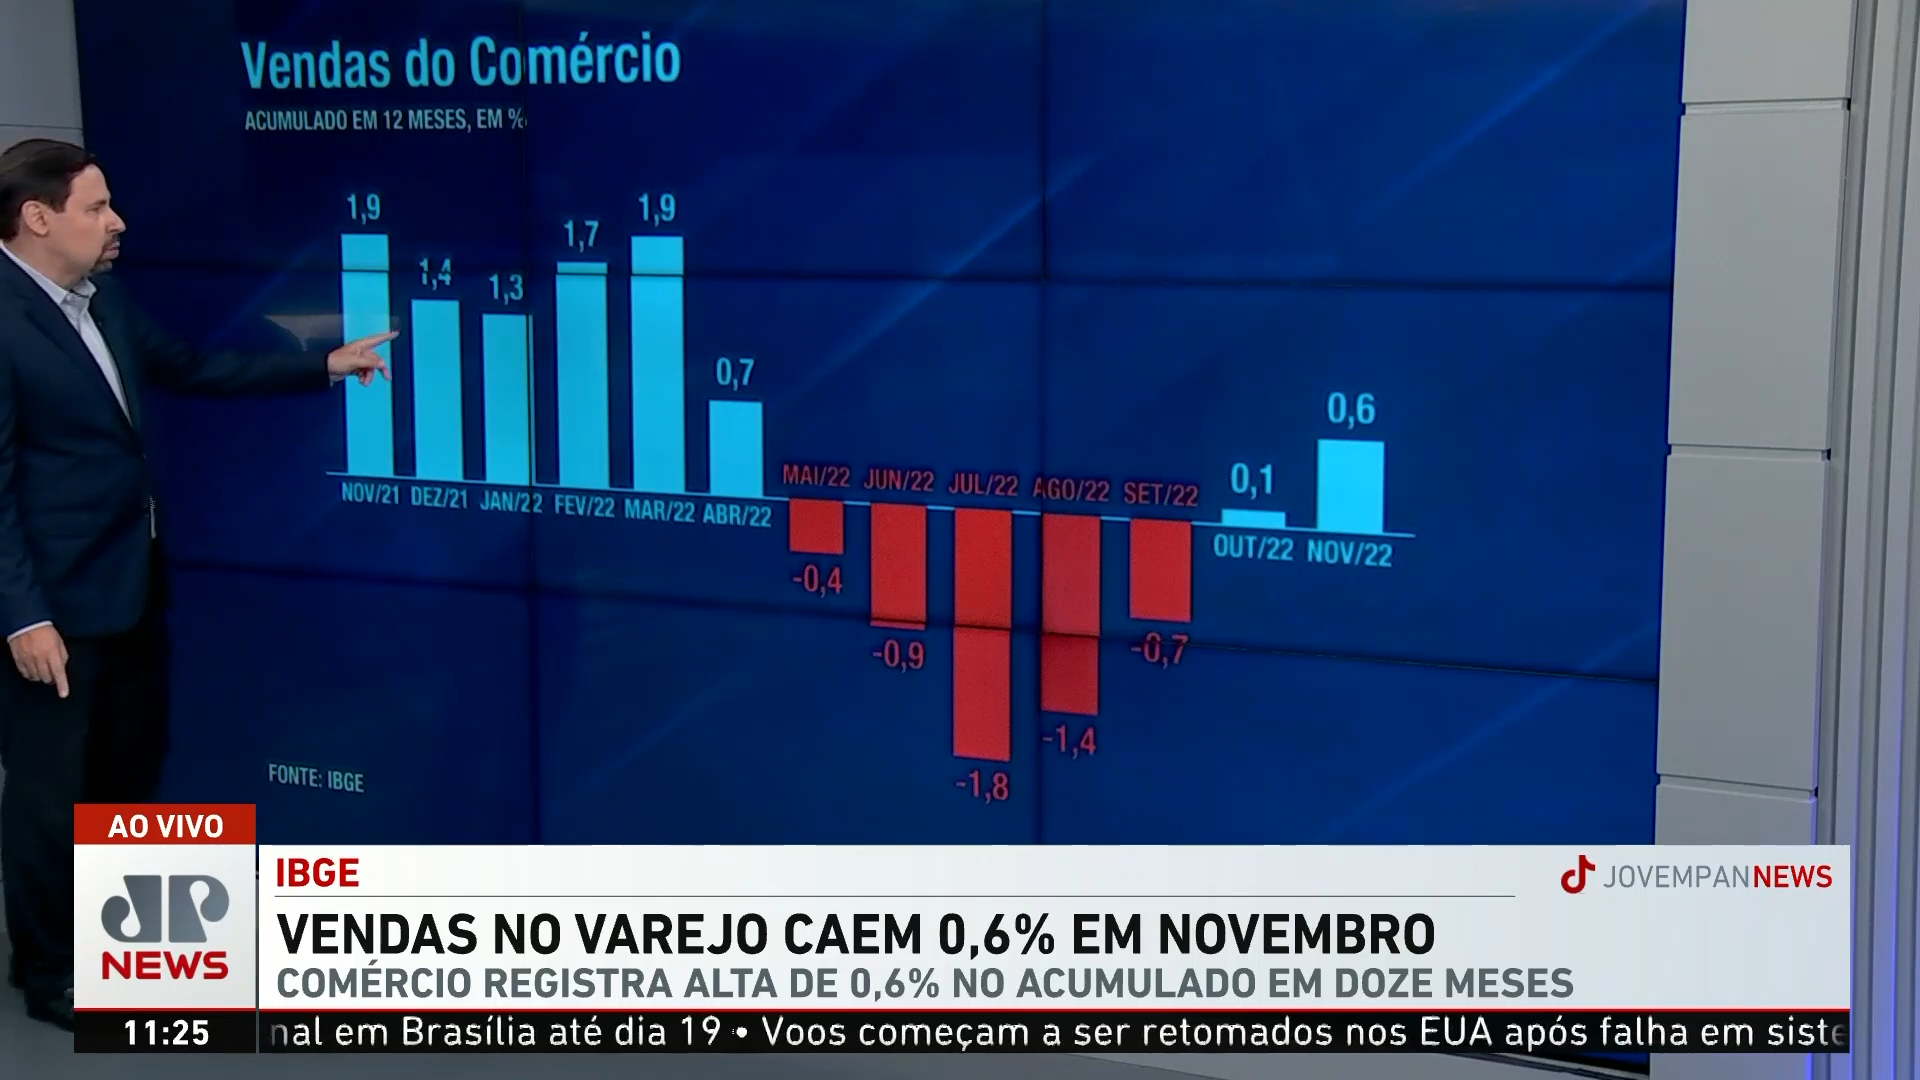 Vendas do Comércio
ACUMULADO EM 12 MESES, EM %
1,9
1,4
1,3
1,7
1,9
0,7
NOV/21 DEZ/21 JAN/22 FEV/22 MAR/22 ABR/22
MAI/22 JUN/22 JUL/22 AGO/22 SET/22
-0,4
-0,9
-1,8
-1,4
-0,7
0,1
0,6
OUT/22 NOV/22
FONTE: IBGE
AO VIVO
JP
NEWS
IBGE
JOVEMPANNEWS
VENDAS NO VAREJO CAEM 0,6% EM NOVEMBRO
COMÉRCIO REGISTRA ALTA DE 0,6% NO ACUMULADO EM DOZE MESES
11:25
nal em Brasília até dia 19 • Voos começam a ser retomados nos EUA após falha em siste